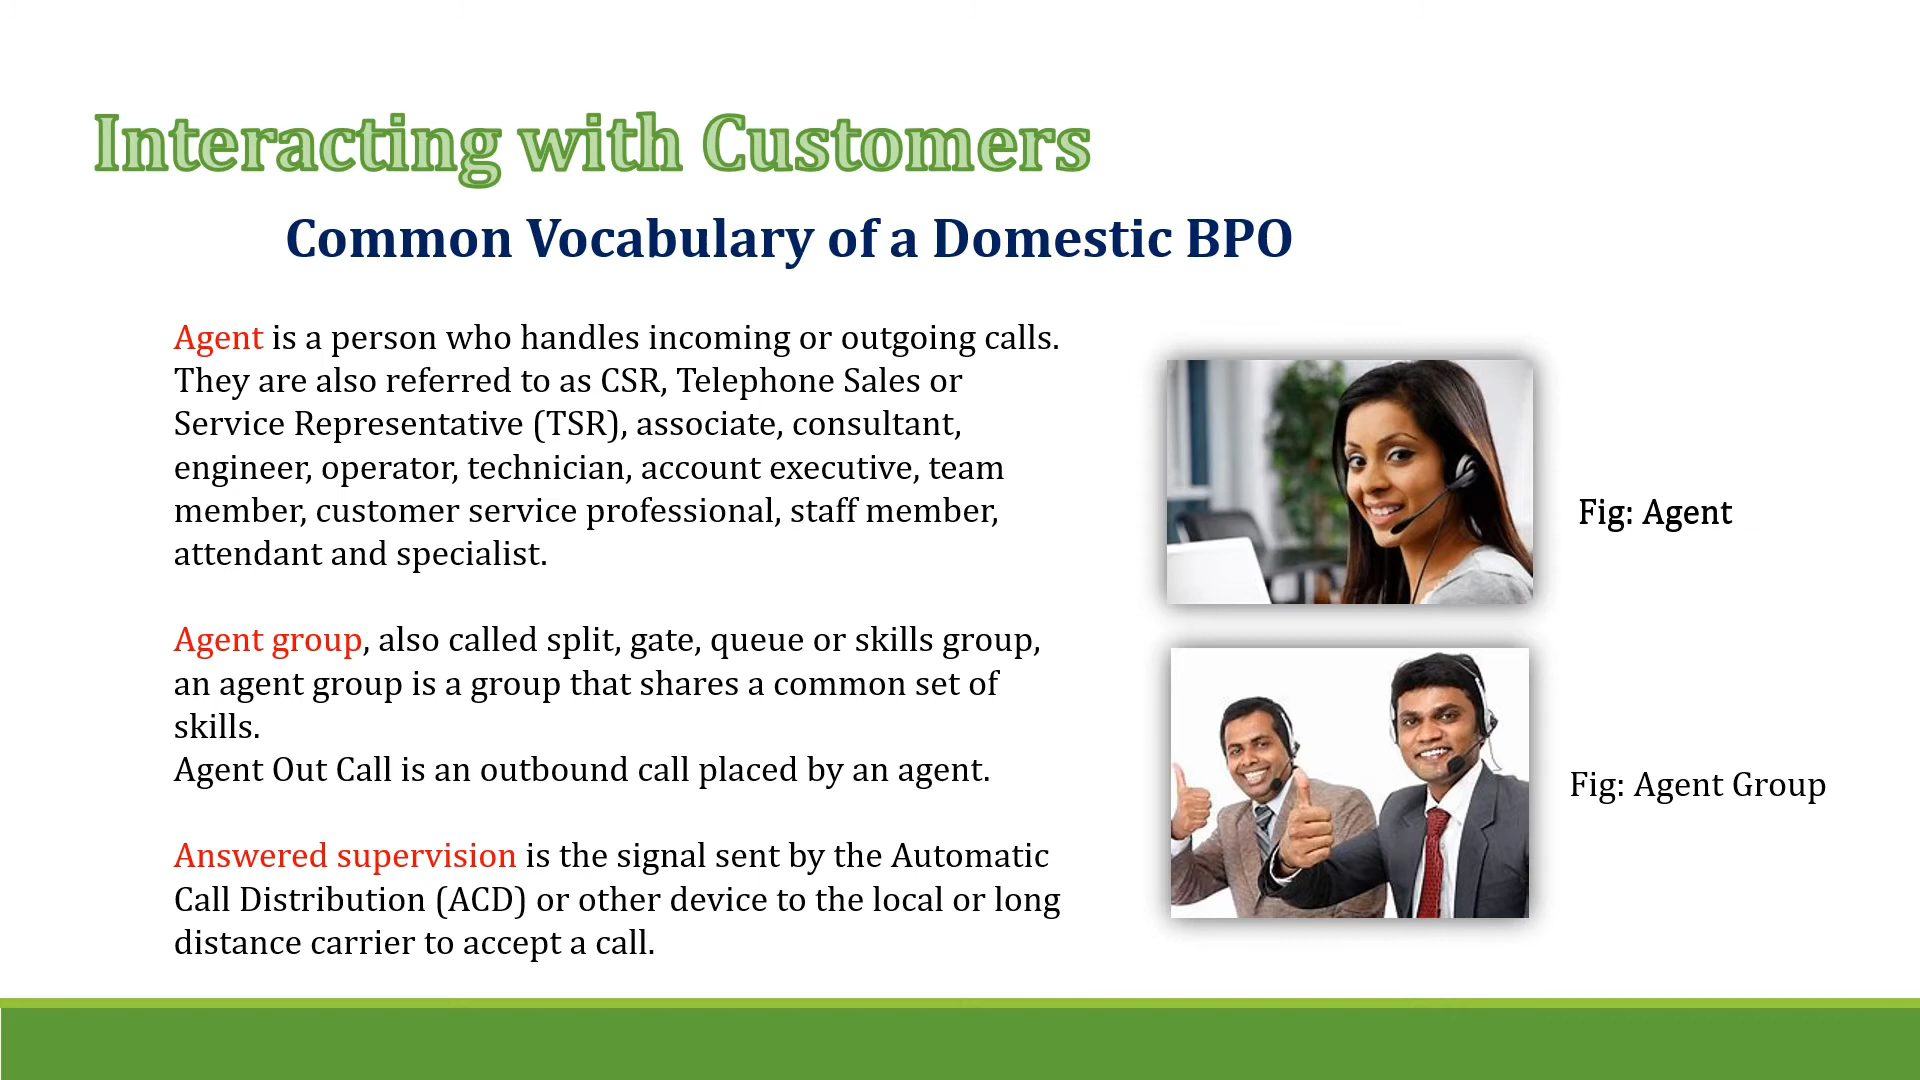 Interacting with Customers
Common Vocabulary of a Domestic BPO
Agent is a person who handles incoming or outgoing calls.
They are also referred to as CSR, Telephone Sales or
Service Representative (TSR), associate, consultant,
engineer, operator, technician, account executive, team
member, customer service professional, staff member,
attendant and specialist.
Fig: Agent
Agent group, also called split, gate, queue or skills group,
an agent group is a group that shares a common set of
skills.
Agent Out Call is an outbound call placed by an agent.
Fig: Agent Group
Answered supervision is the signal sent by the Automatic
Call Distribution (ACD) or other device to the local or long
distance carrier to accept a call.